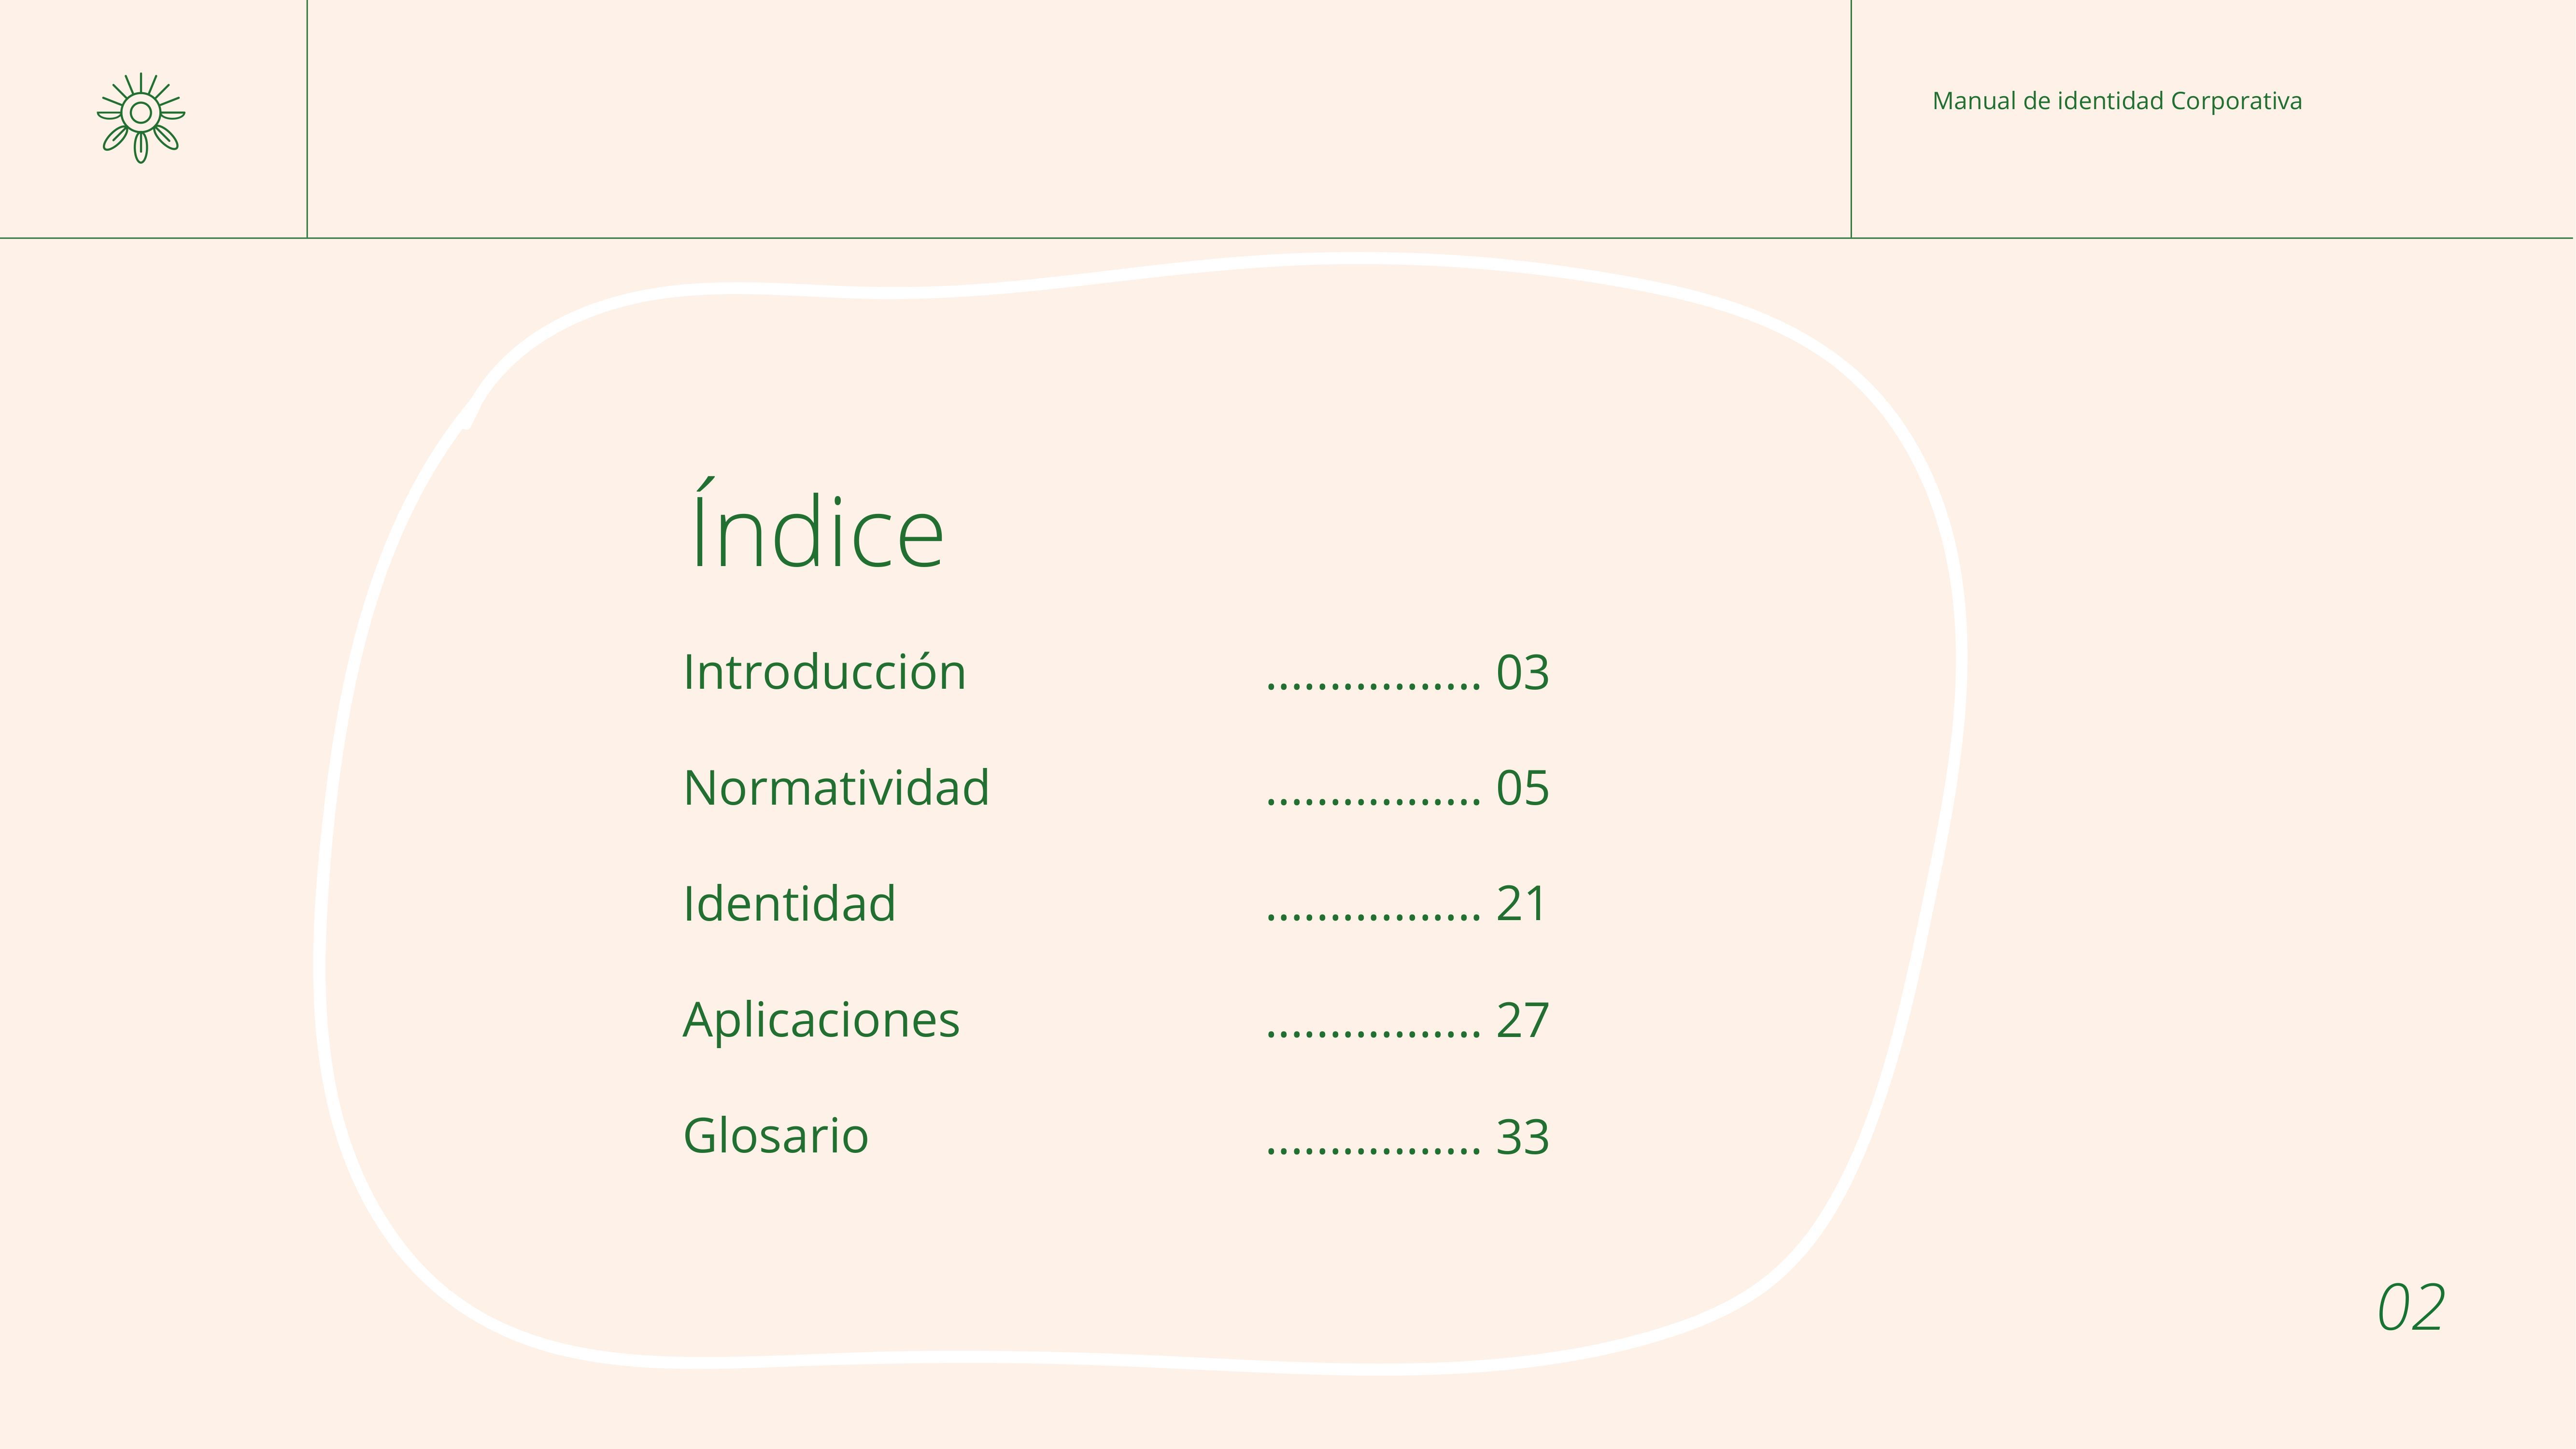 Manual de identidad Corporativa
Índice
Introducción ................. 03
Normatividad ................. 05
Identidad ................. 21
Aplicaciones ................. 27
Glosario ................. 33
02